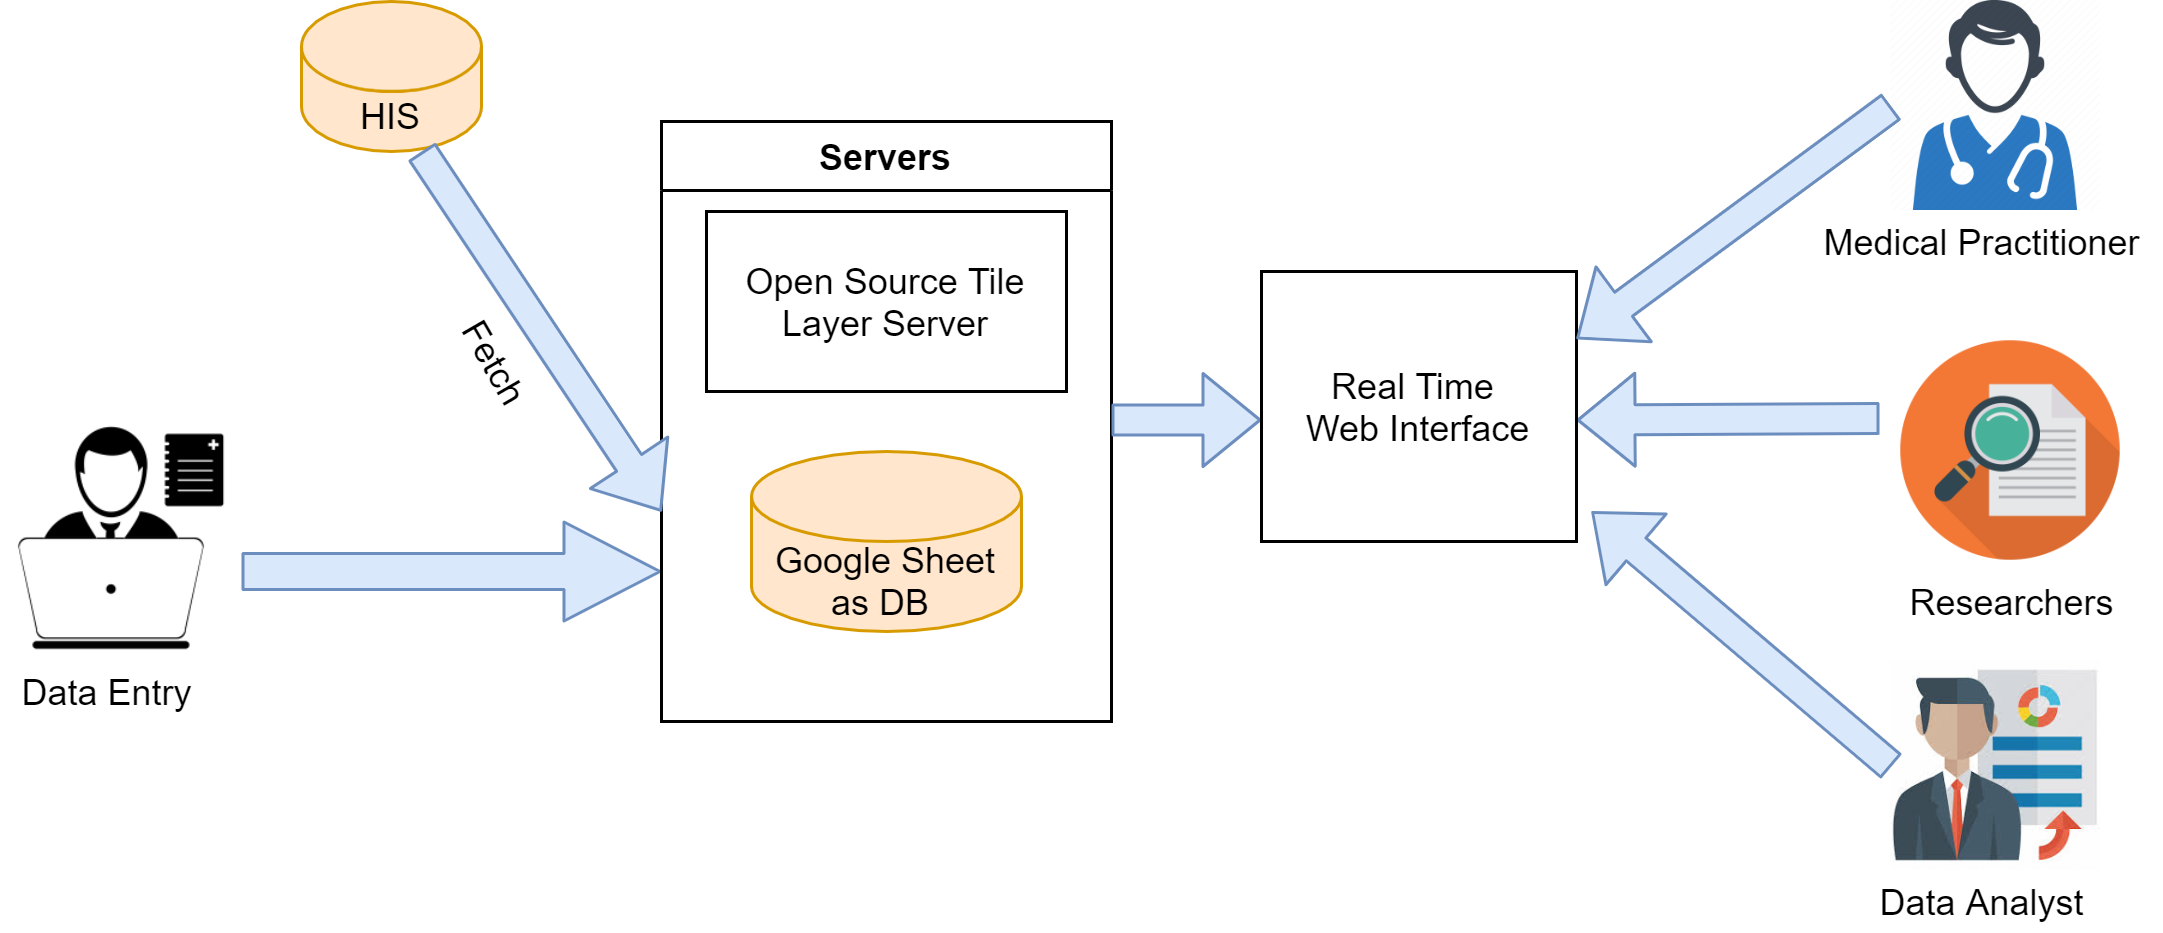 HIS
Fetch
Data Entry
Servers
Open Source Tile
Layer Server
Google Sheet
as DB
Real Time
Web Interface
Medical Practitioner
Researchers
Data Analyst